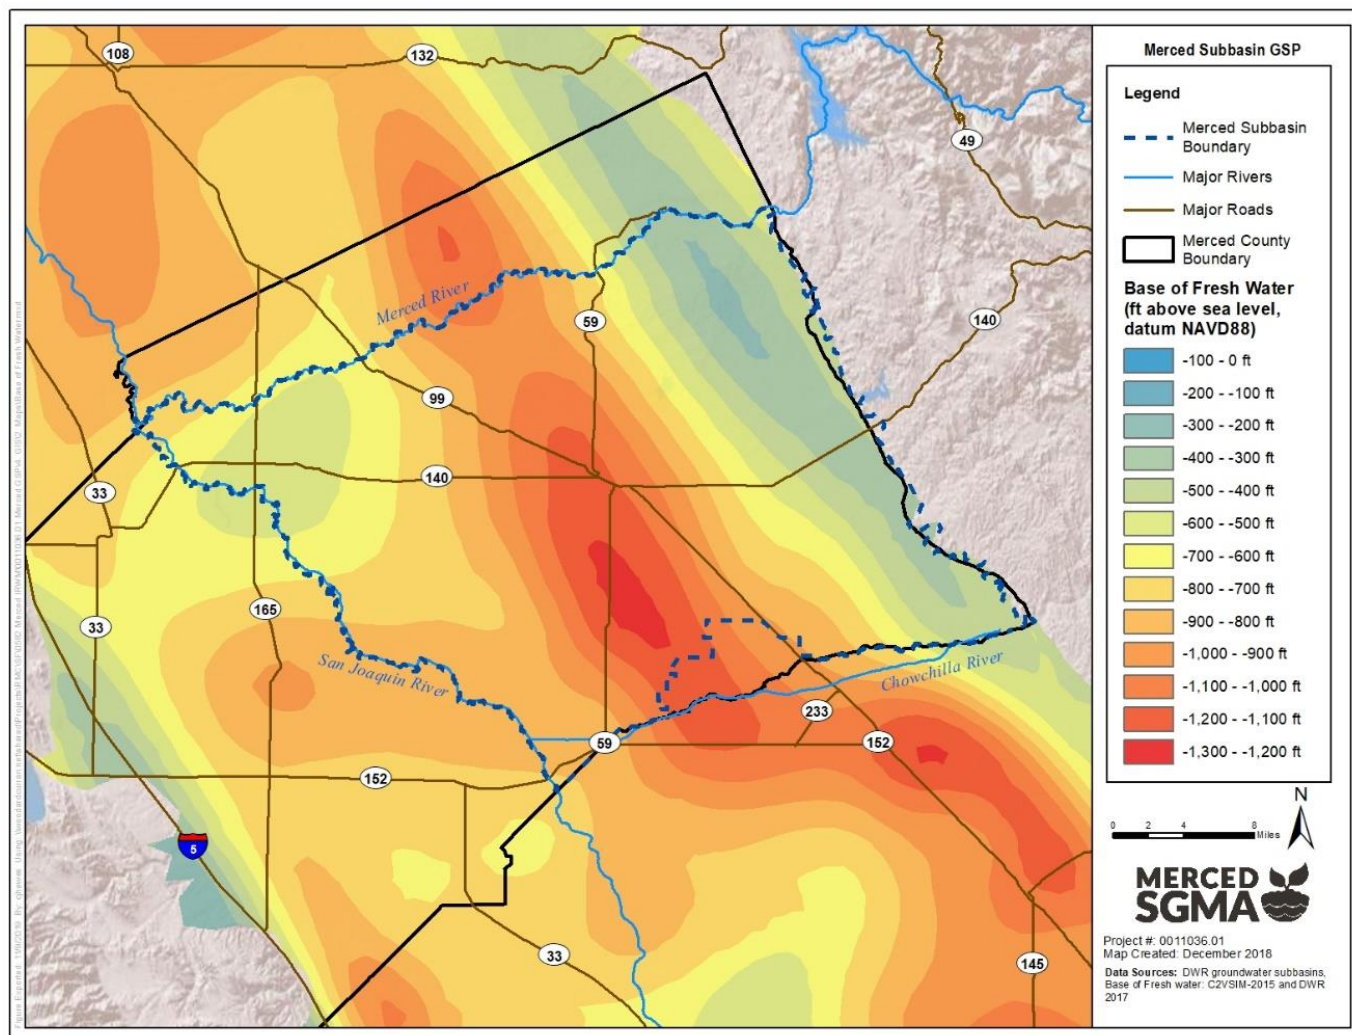 108
132
49
Merced River
59
140
99
140
33
165
33
San Joaquin River
Chowchilla River
233
59
152
152
5
33
145
Merced Subbasin GSP
Legend
Merced Subbasin
Boundary
Major Rivers
Major Roads
Merced County
Boundary
Base of Fresh Water
(ft above sea level,
datum NAVD88)
-100 - 0 ft
-200 - -100 ft
-300 - -200 ft
-400 - -300 ft
-500 - -400 ft
-600 - -500 ft
-700 - -600 ft
-800 - -700 ft
-900 - -800 ft
-1,000 - -900 ft
-1,100 - -1,000 ft
-1,200 - -1,100 ft
-1,300 - -1,200 ft
N
0 2 4 8
Miles
MERCED
SGMA
Project #: 0011036.01
Map Created: December 2018
Data Sources: DWR groundwater subbasins,
Base of Fresh water: C2VSIM-2015 and DWR
2017